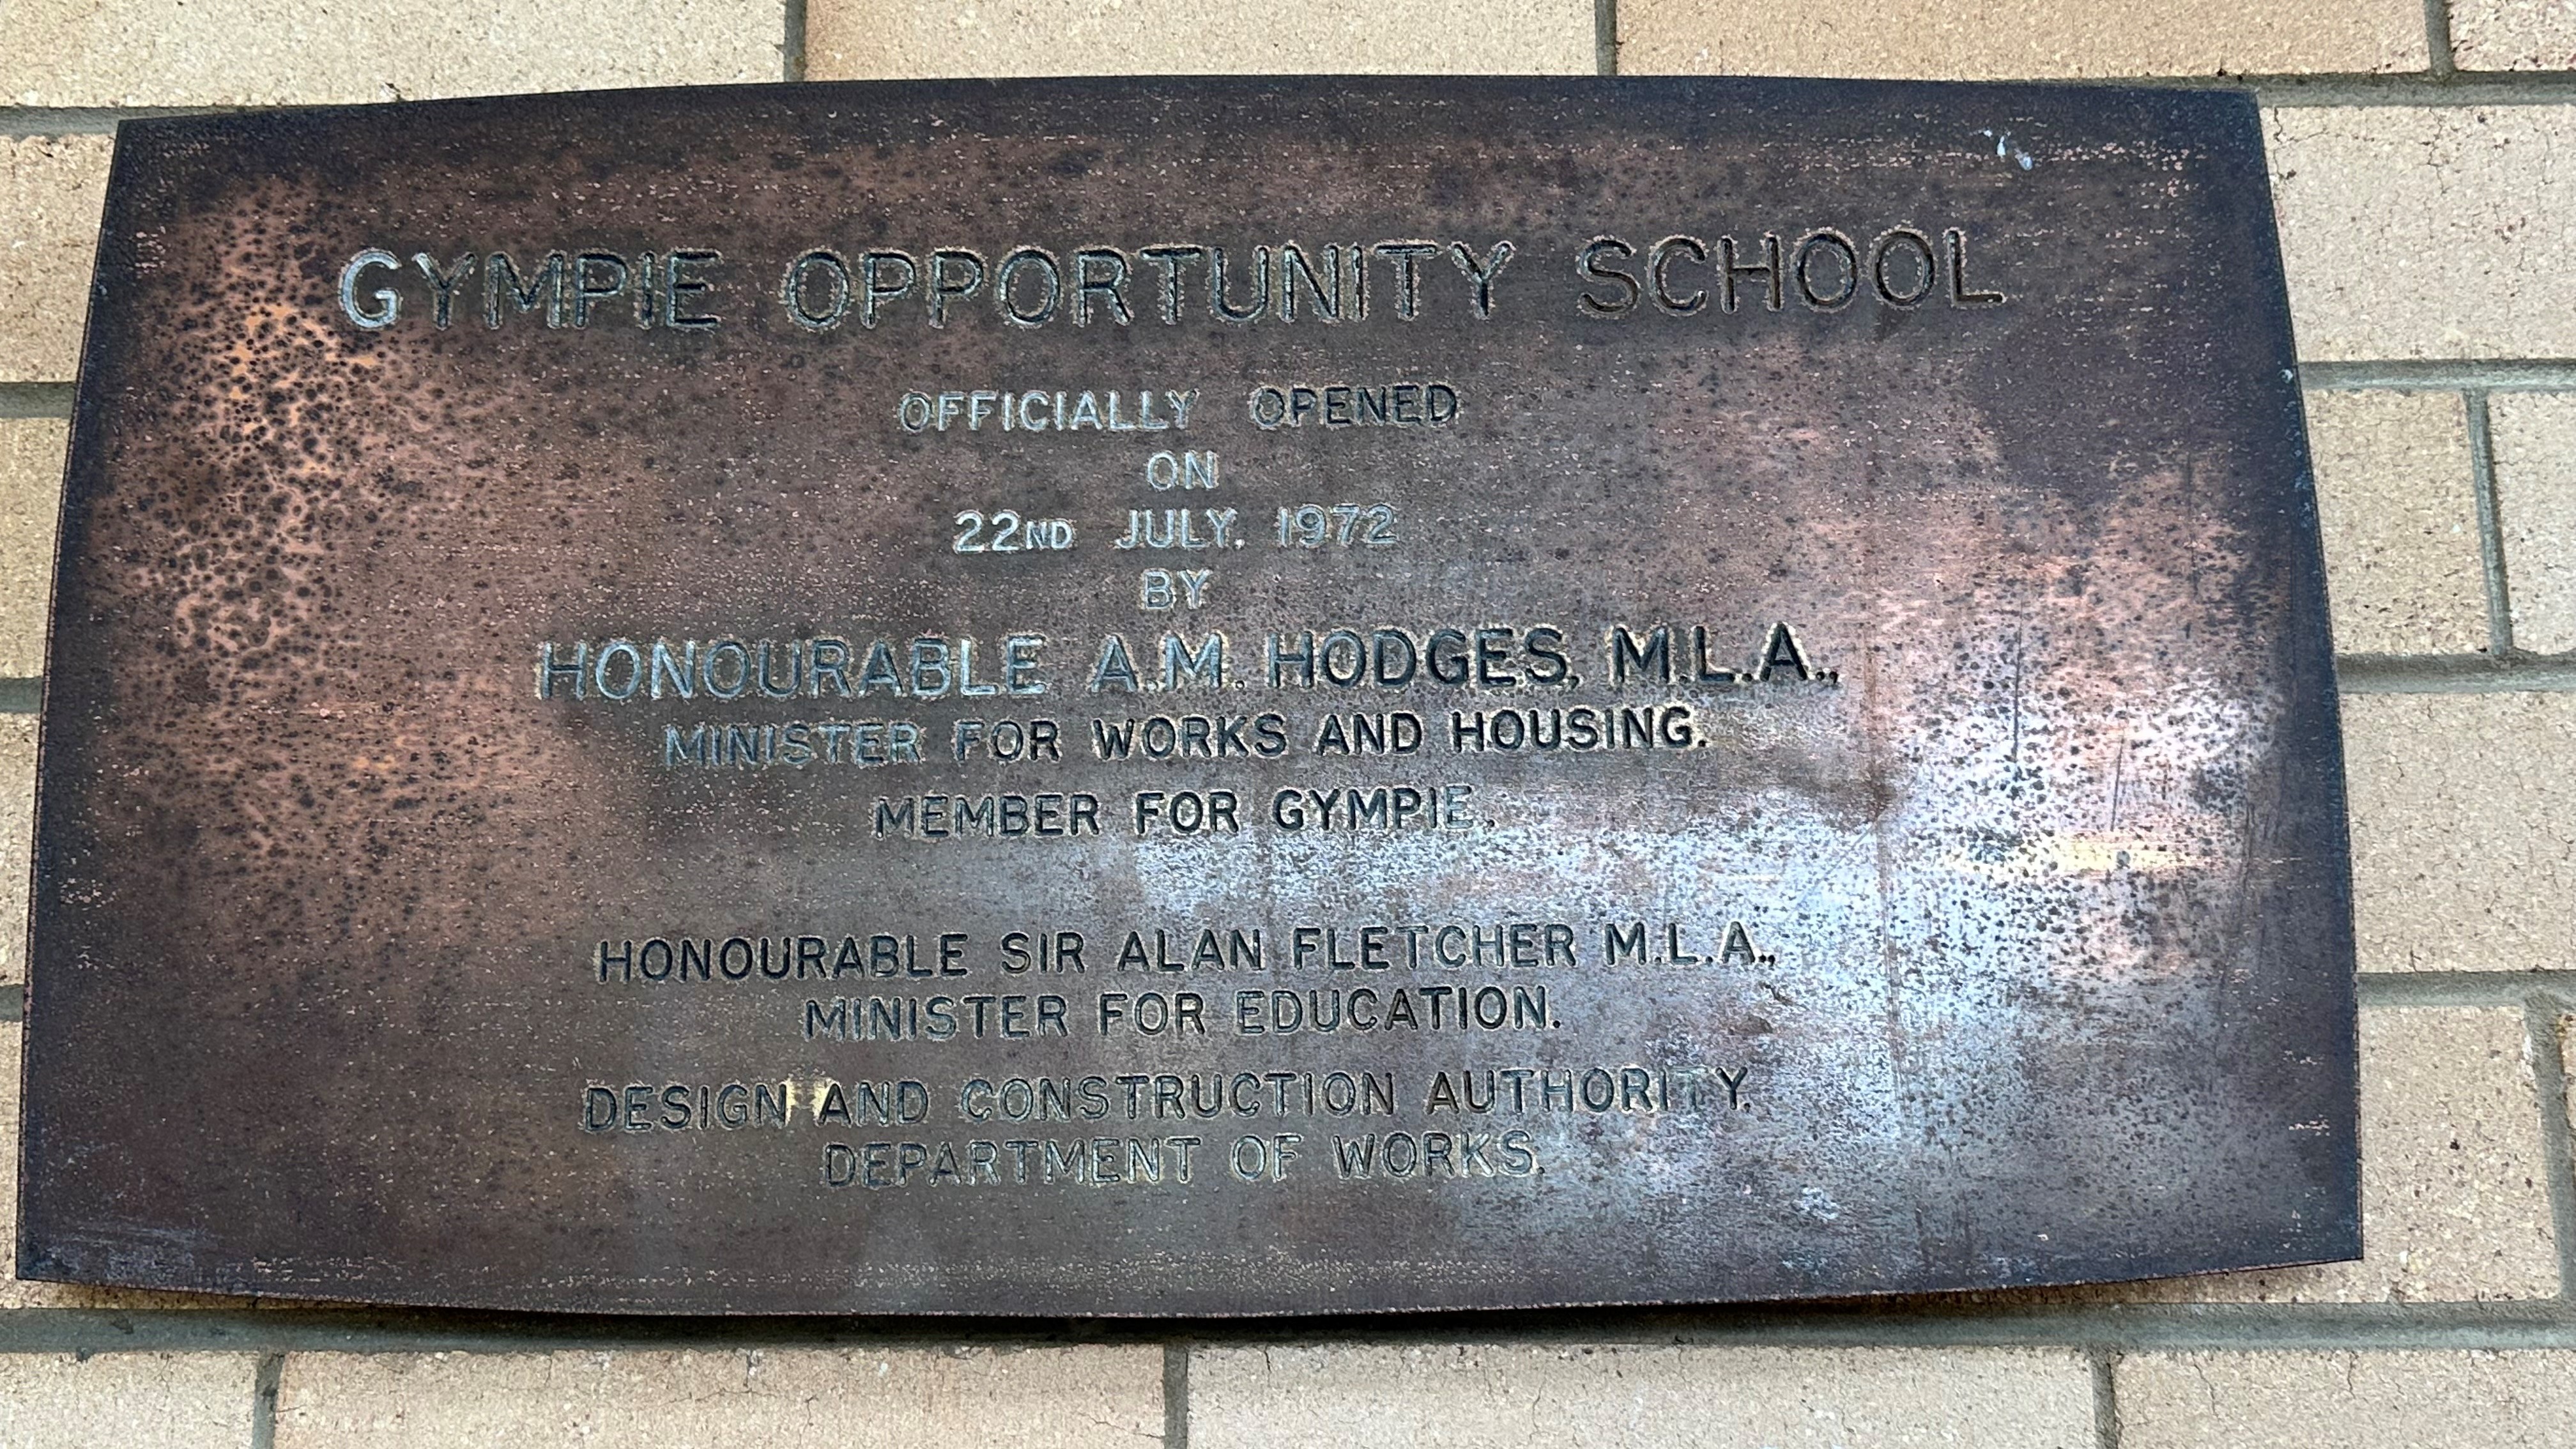 GYMPIE OPPORTUNITY SCHOOL
OFFICIALLY OPENED
ON
22ND JULY, 1972
BY
HONOURABLE A.M. HODGES, M.L.A.,
MINISTER FOR WORKS AND HOUSING.
MEMBER FOR GYMPIE.
HONOURABLE SIR ALAN FLETCHER M.L.A.,
MINISTER FOR EDUCATION.
DESIGN AND CONSTRUCTION AUTHORITY.
DEPARTMENT OF WORKS.